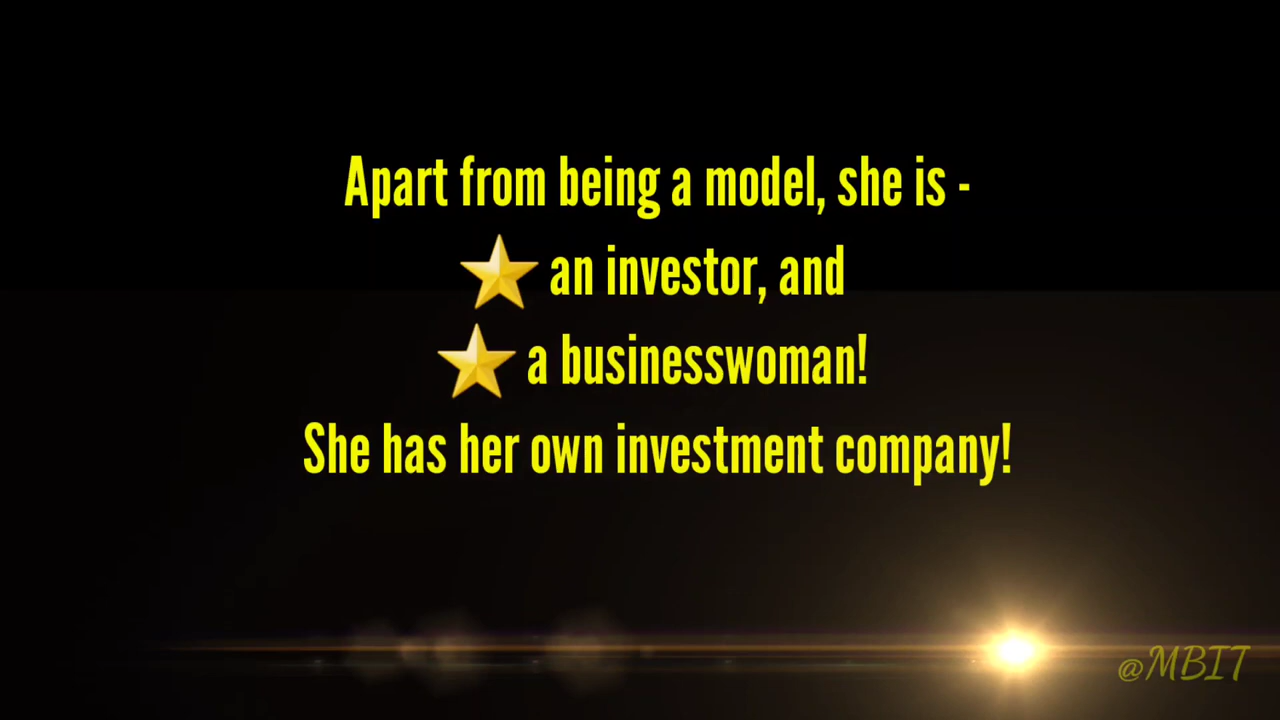 Apart from being a model, she is -
⭐ an investor, and
⭐ a businesswoman!
She has her own investment company!
@MBIT